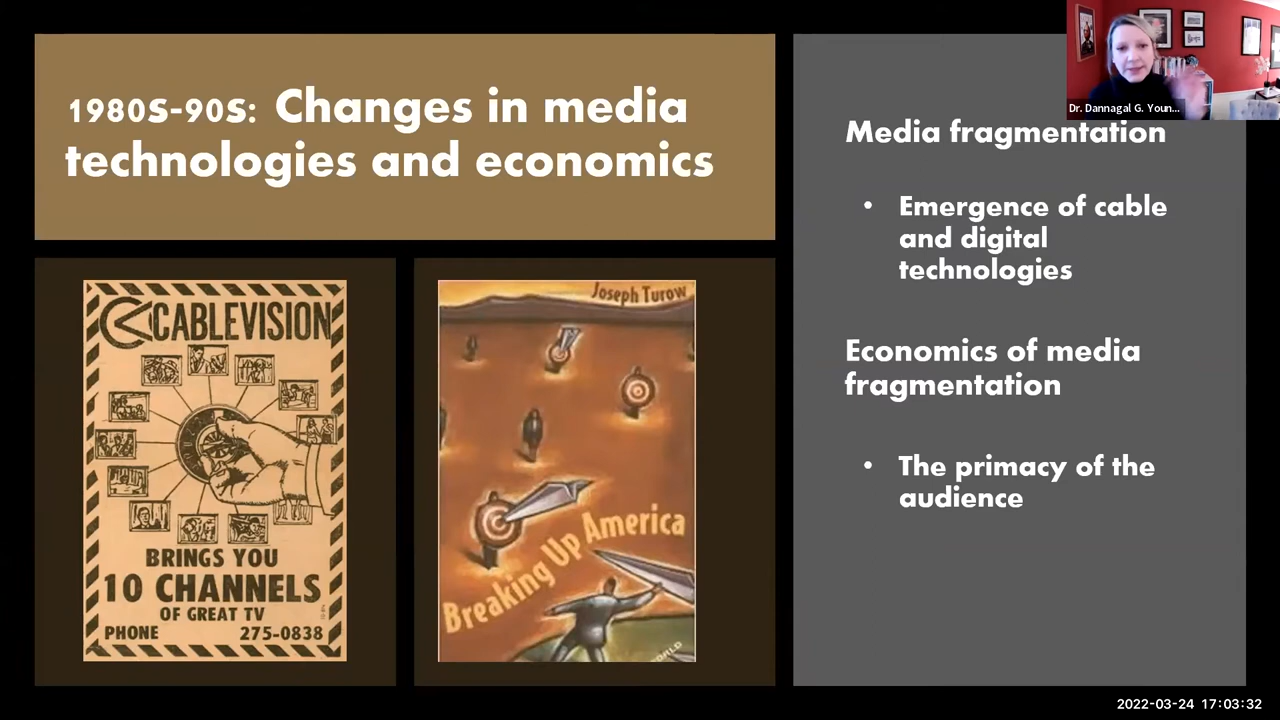 1980s-90s: Changes in media
technologies and economics
CABLEVISION
BRINGS YOU
10 CHANNELS
OF GREAT TV
PHONE 275-0838
Joseph Turow
Breaking Up America
Media fragmentation
• Emergence of cable
and digital
technologies
Economics of media
fragmentation
• The primacy of the
audience
Dr. Dannagal G. Youn...
2022-03-24 17:03:32